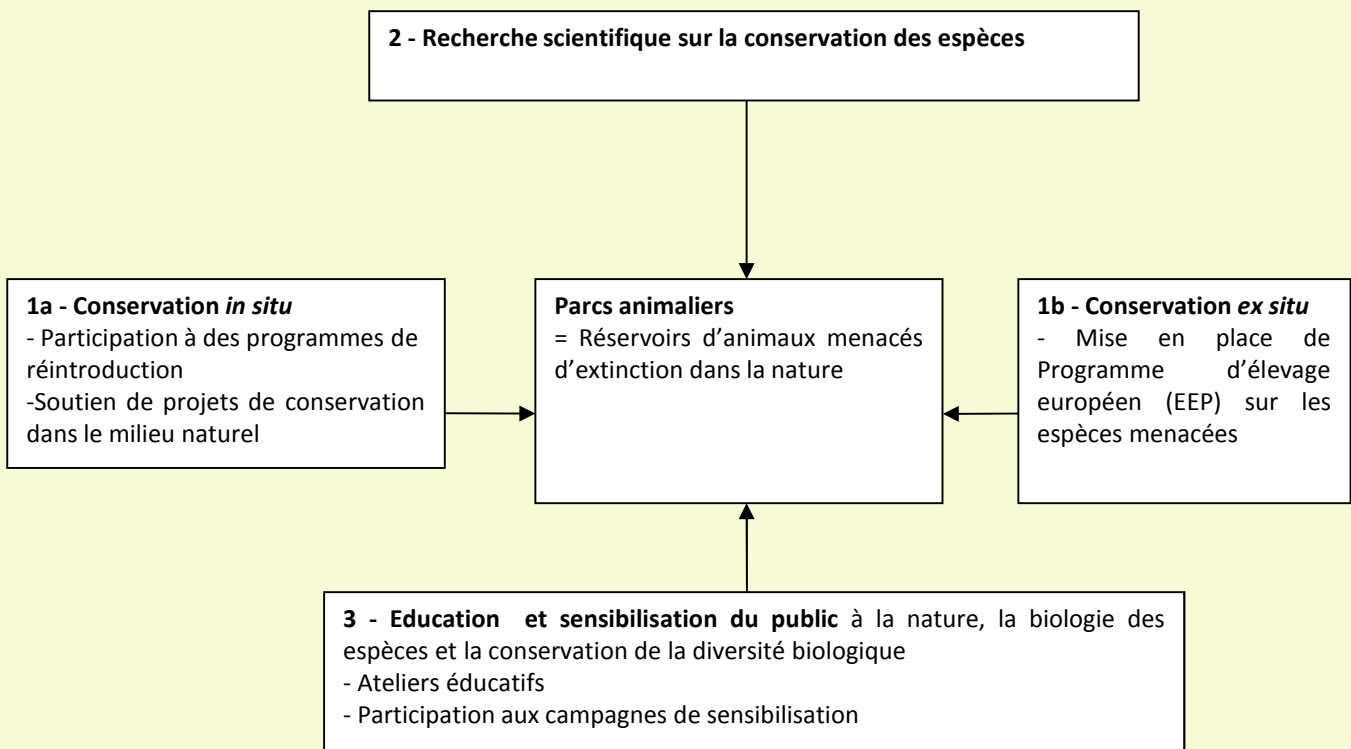 2 - Recherche scientifique sur la conservation des espèces
1a - Conservation in situ
- Participation à des programmes de
réintroduction
-Soutien de projets de conservation
dans le milieu naturel
Parcs animaliers
= Réservoirs d’animaux menacés
d’extinction dans la nature
1b - Conservation ex situ
- Mise en place de
Programme d’élevage
européen (EEP) sur les
espèces menacées
3 - Education et sensibilisation du public à la nature, la biologie des
espèces et la conservation de la diversité biologique
- Ateliers éducatifs
- Participation aux campagnes de sensibilisation